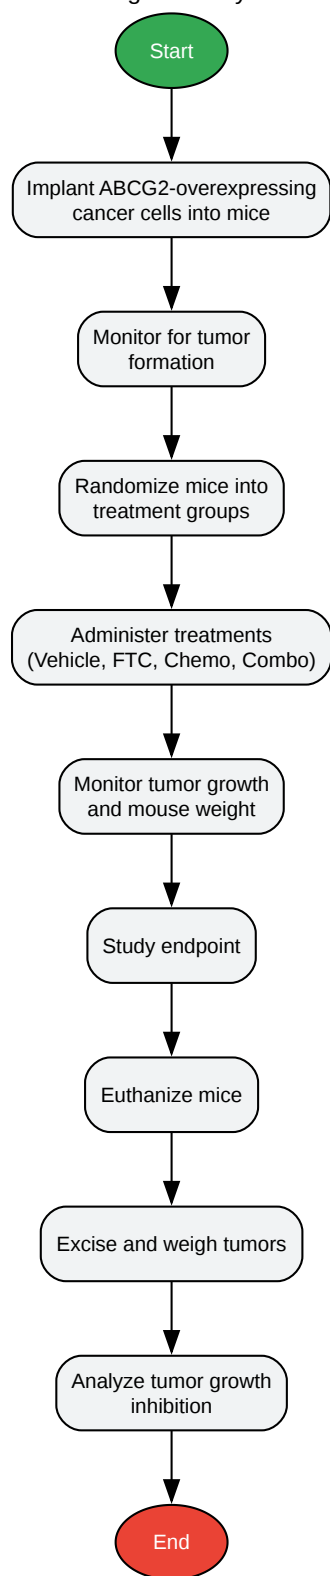 Start
Implant ABCG2-overexpressing
cancer cells into mice
Monitor for tumor
formation
Randomize mice into
treatment groups
Administer treatments
(Vehicle, FTC, Chemo, Combo)
Monitor tumor growth
and mouse weight
Study endpoint
Euthanize mice
Excise and weigh tumors
Analyze tumor growth
inhibition
End